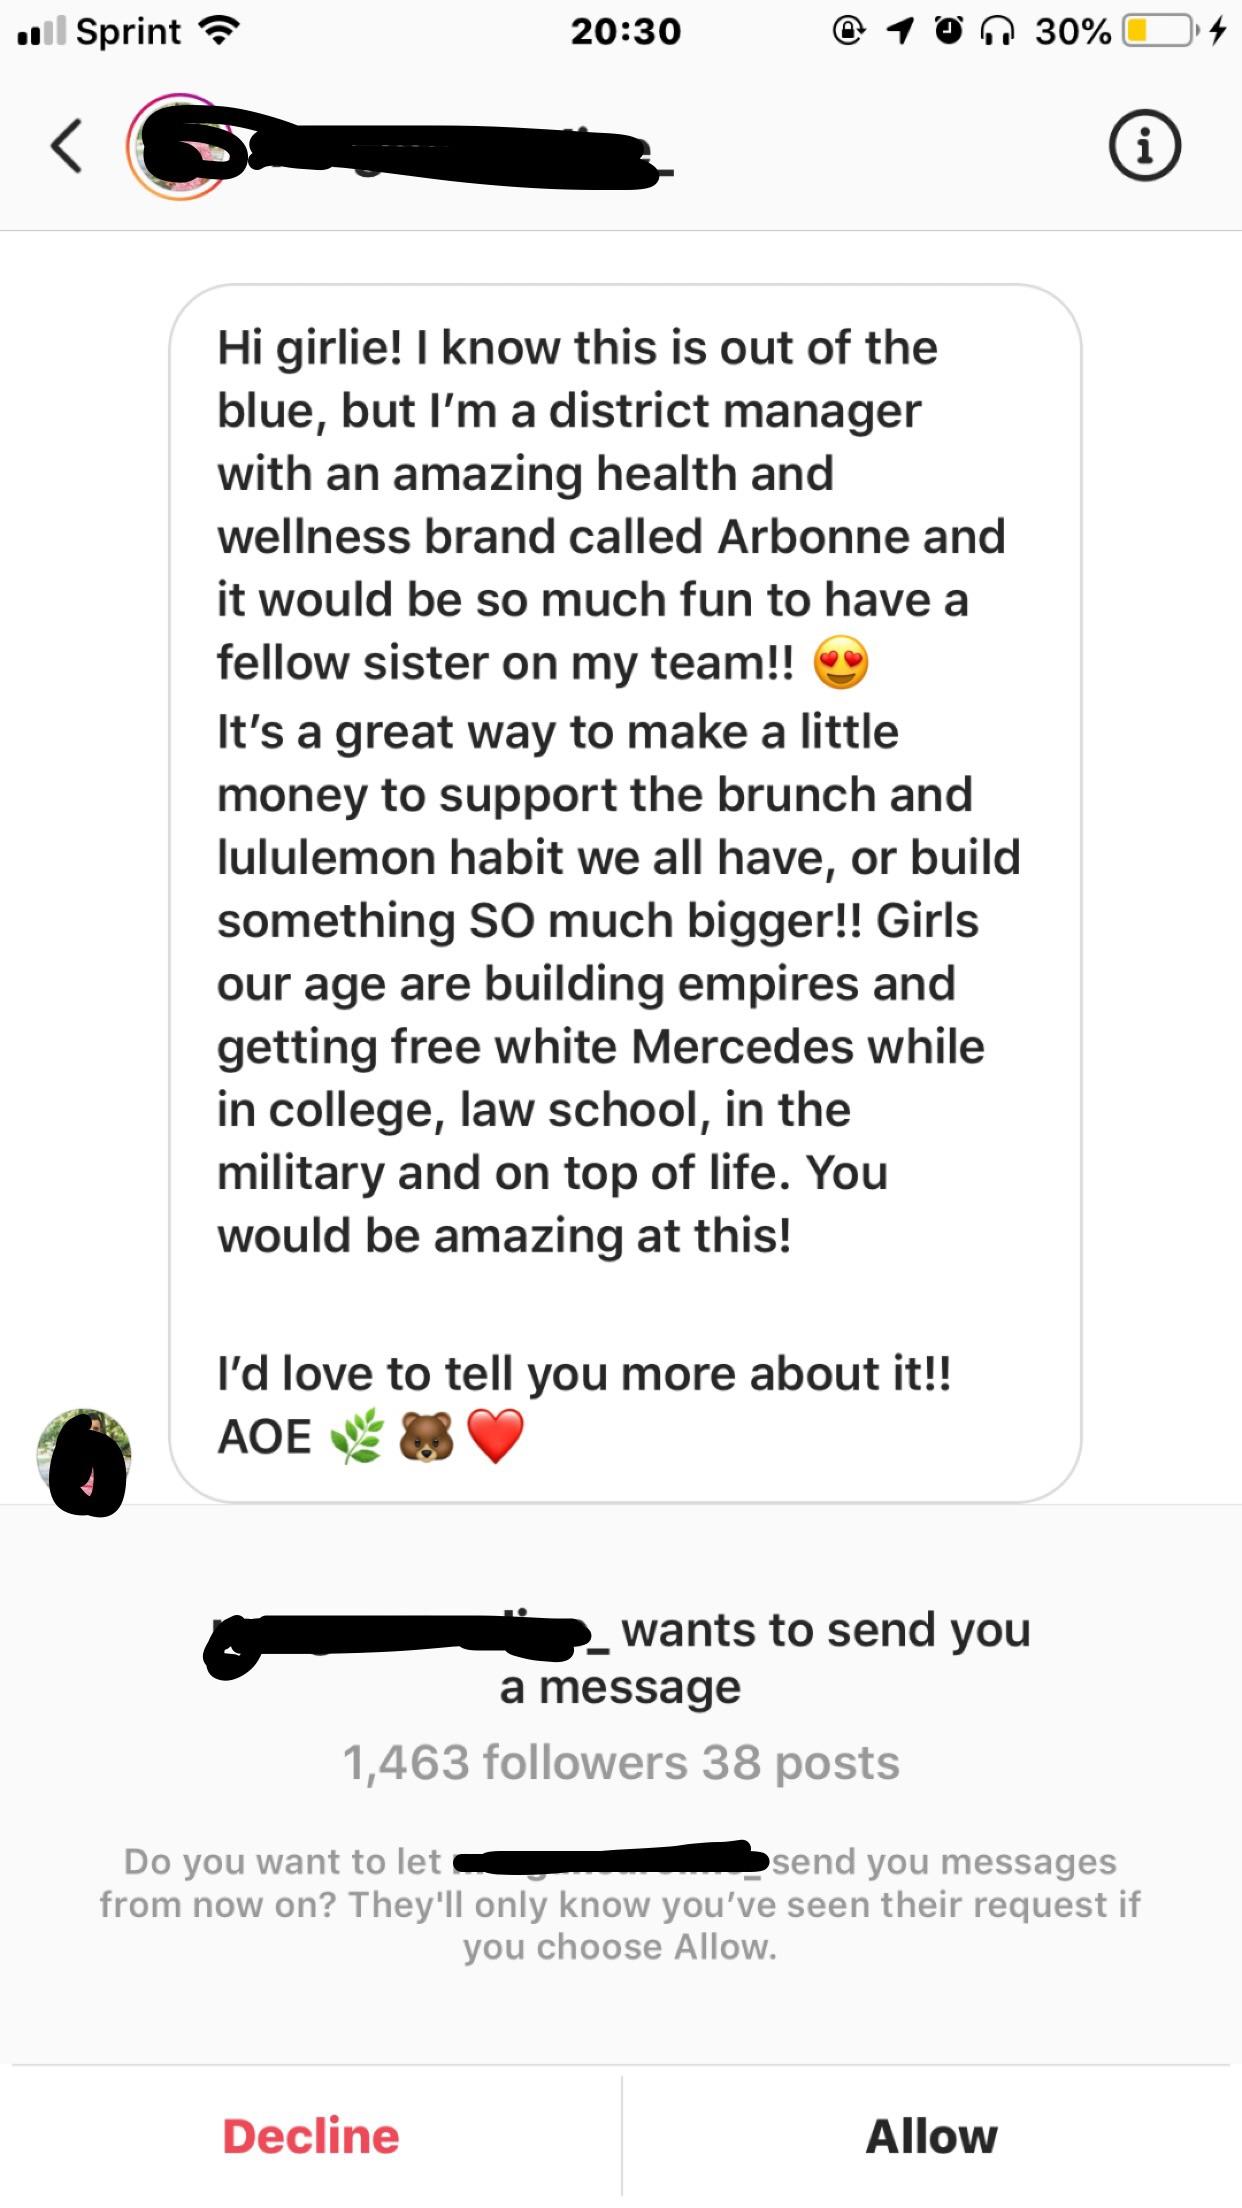 Sprint 20:30 30%
Hi girlie! I know this is out of the
blue, but I’m a district manager
with an amazing health and
wellness brand called Arbonne and
it would be so much fun to have a
fellow sister on my team!! 😍
It’s a great way to make a little
money to support the brunch and
lululemon habit we all have, or build
something SO much bigger!! Girls
our age are building empires and
getting free white Mercedes while
in college, law school, in the
military and on top of life. You
would be amazing at this!
I’d love to tell you more about it!!
AOE 🌿🐻❤️
wants to send you
a message
1,463 followers 38 posts
Do you want to let send you messages
from now on? They'll only know you’ve seen their request if
you choose Allow.
Decline Allow